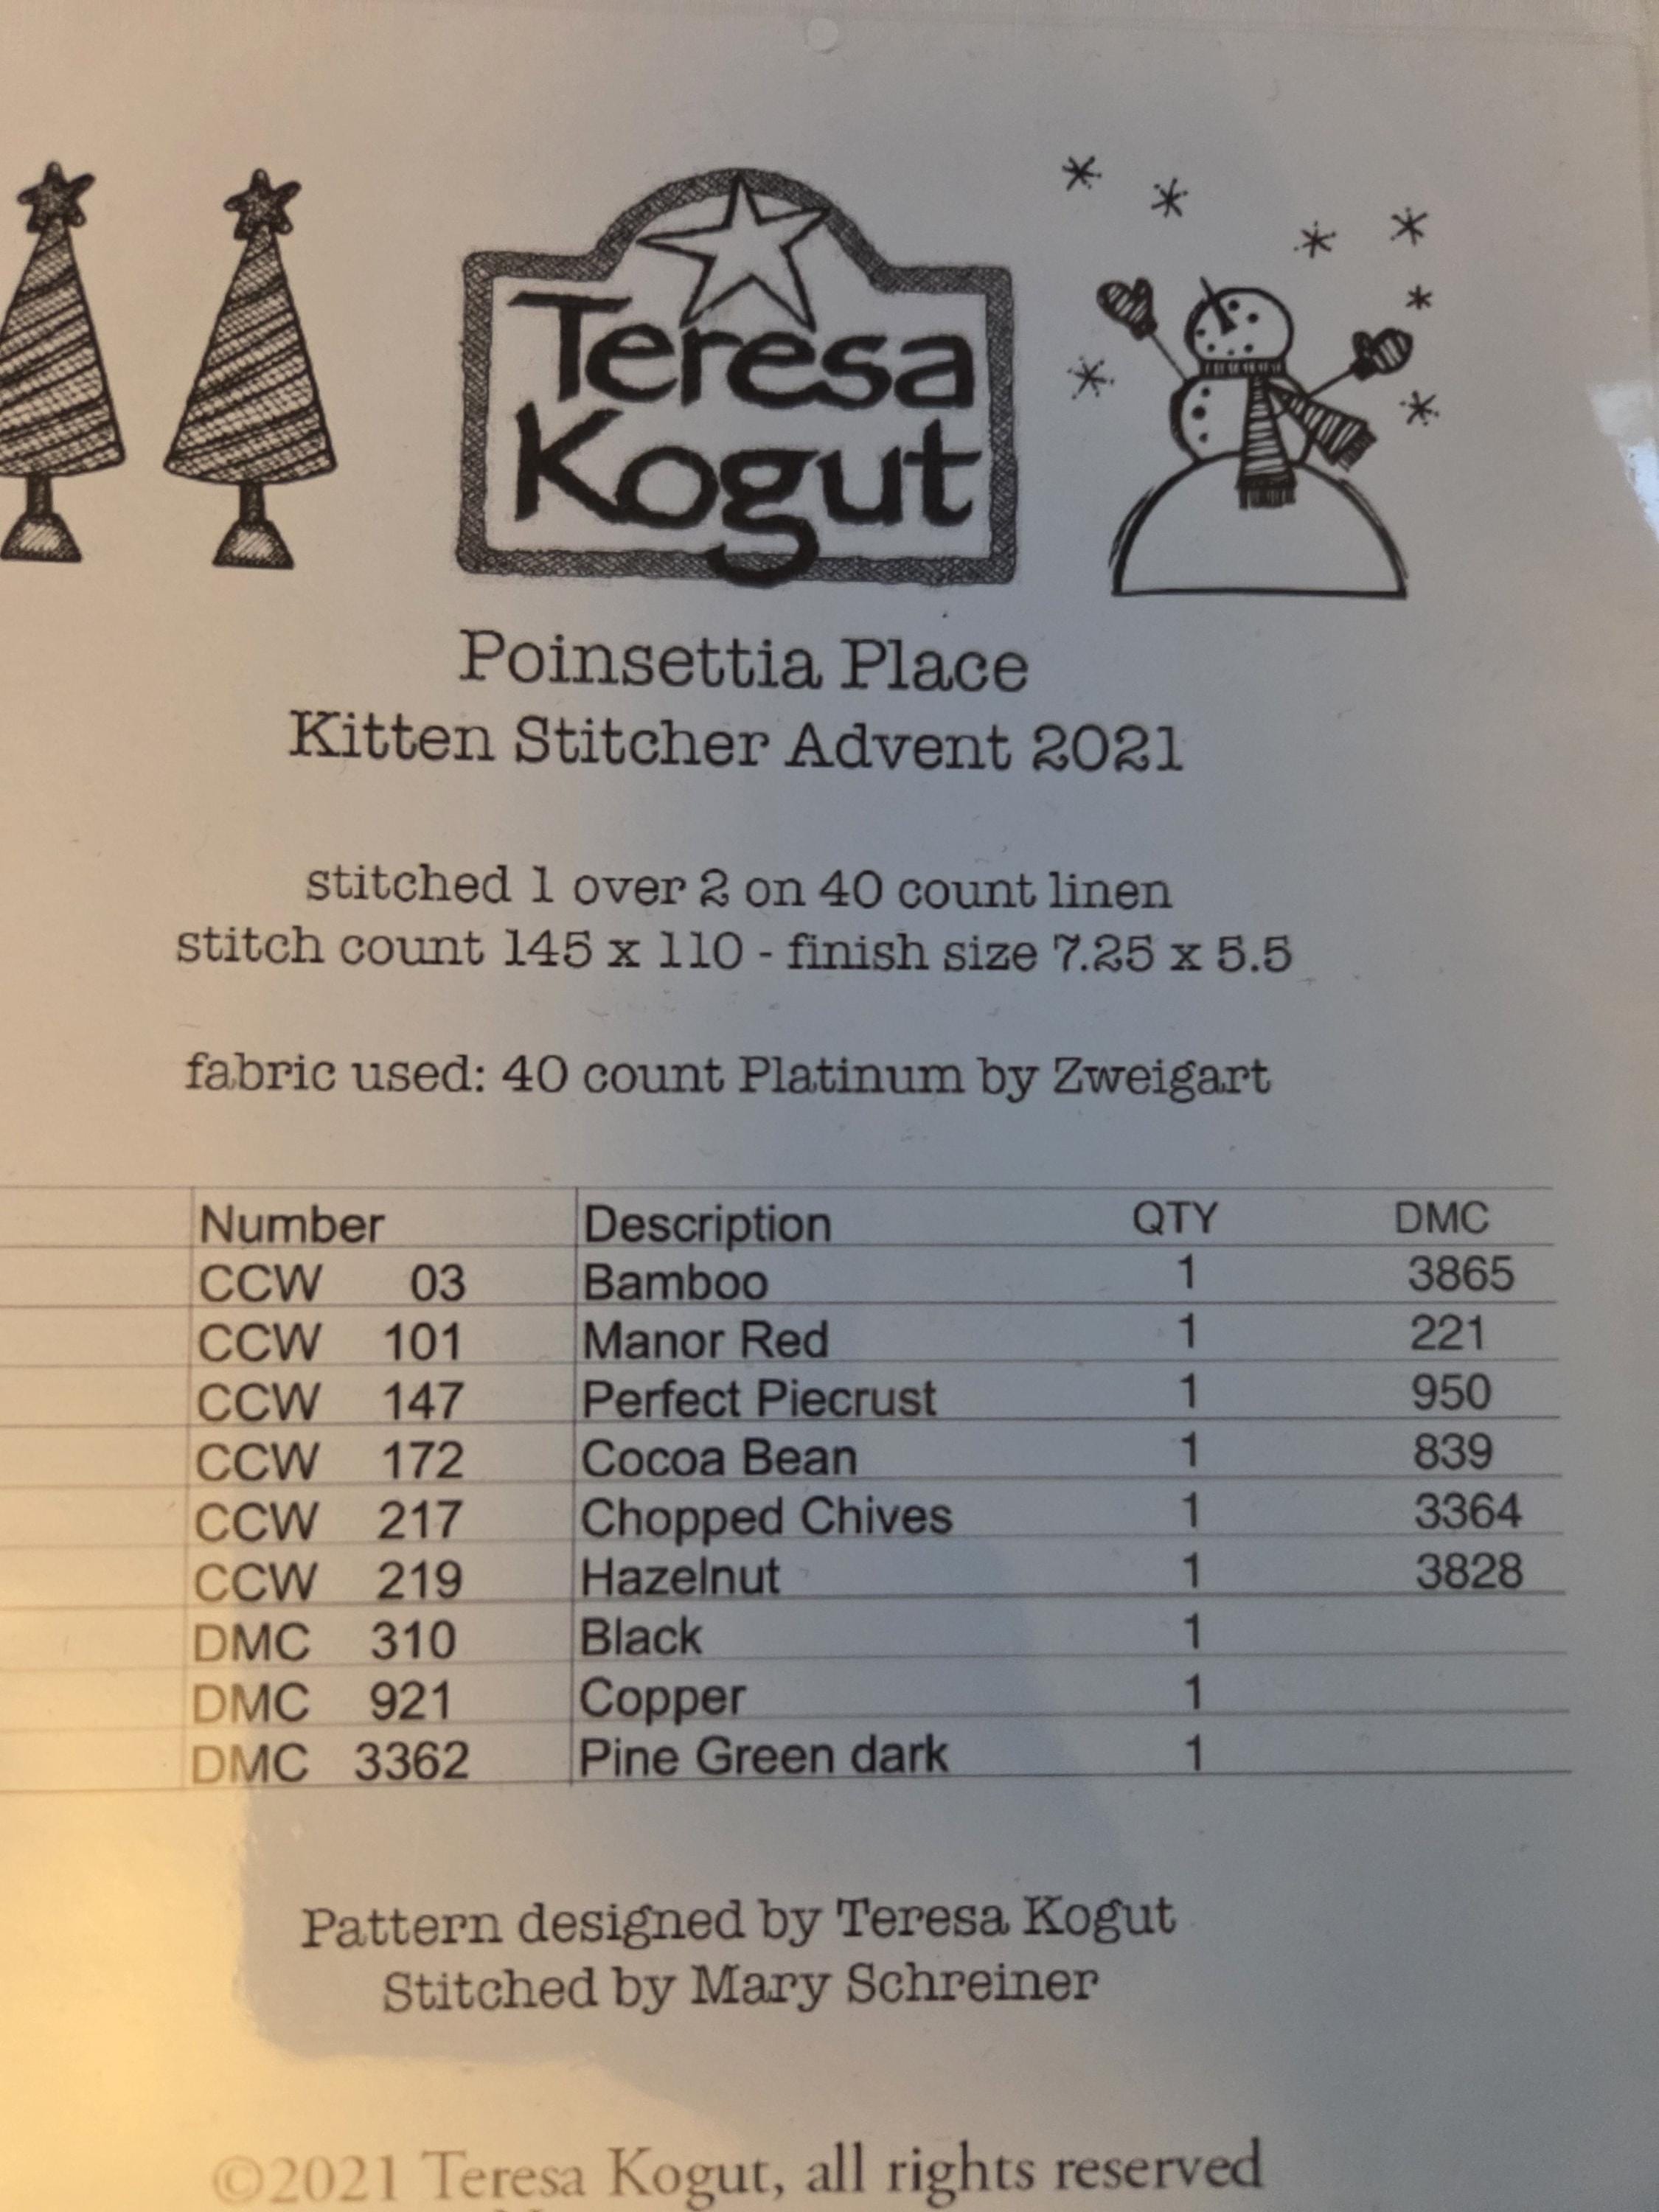 Teresa
Kogut
Poinsettia Place
Kitten Stitcher Advent 2021
stitched 1 over 2 on 40 count linen
stitch count 145 x 110 - finish size 7.25 x 5.5
fabric used: 40 count Platinum by Zweigart
Number Description QTY DMC
CCW 03 Bamboo 1 3865
CCW 101 Manor Red 1 221
CCW 147 Perfect Piecrust 1 950
CCW 172 Cocoa Bean 1 839
CCW 217 Chopped Chives 1 3364
CCW 219 Hazelnut 1 3828
DMC 310 Black 1
DMC 921 Copper 1
DMC 3362 Pine Green dark 1
Pattern designed by Teresa Kogut
Stitched by Mary Schreiner
©2021 Teresa Kogut, all rights reserved